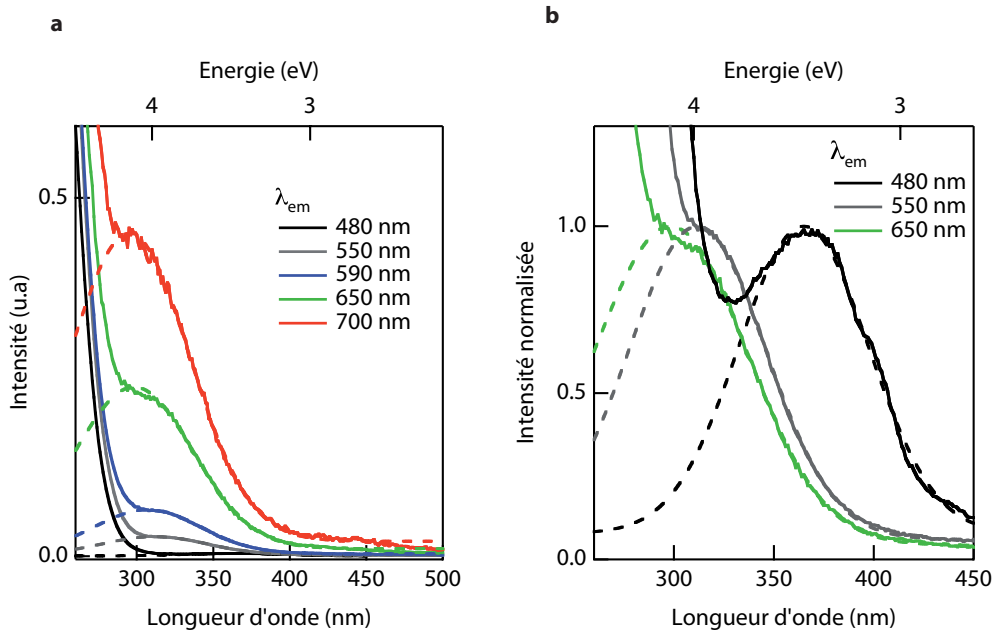 a
Energie (eV)
4 3
0.5
0.0
Intensité (u.a)
λem
480 nm
550 nm
590 nm
650 nm
700 nm
300 350 400 450 500
Longueur d'onde (nm)
b
Energie (eV)
4 3
1.0
0.5
0.0
Intensité normalisée
λem
480 nm
550 nm
650 nm
300 350 400 450
Longueur d'onde (nm)